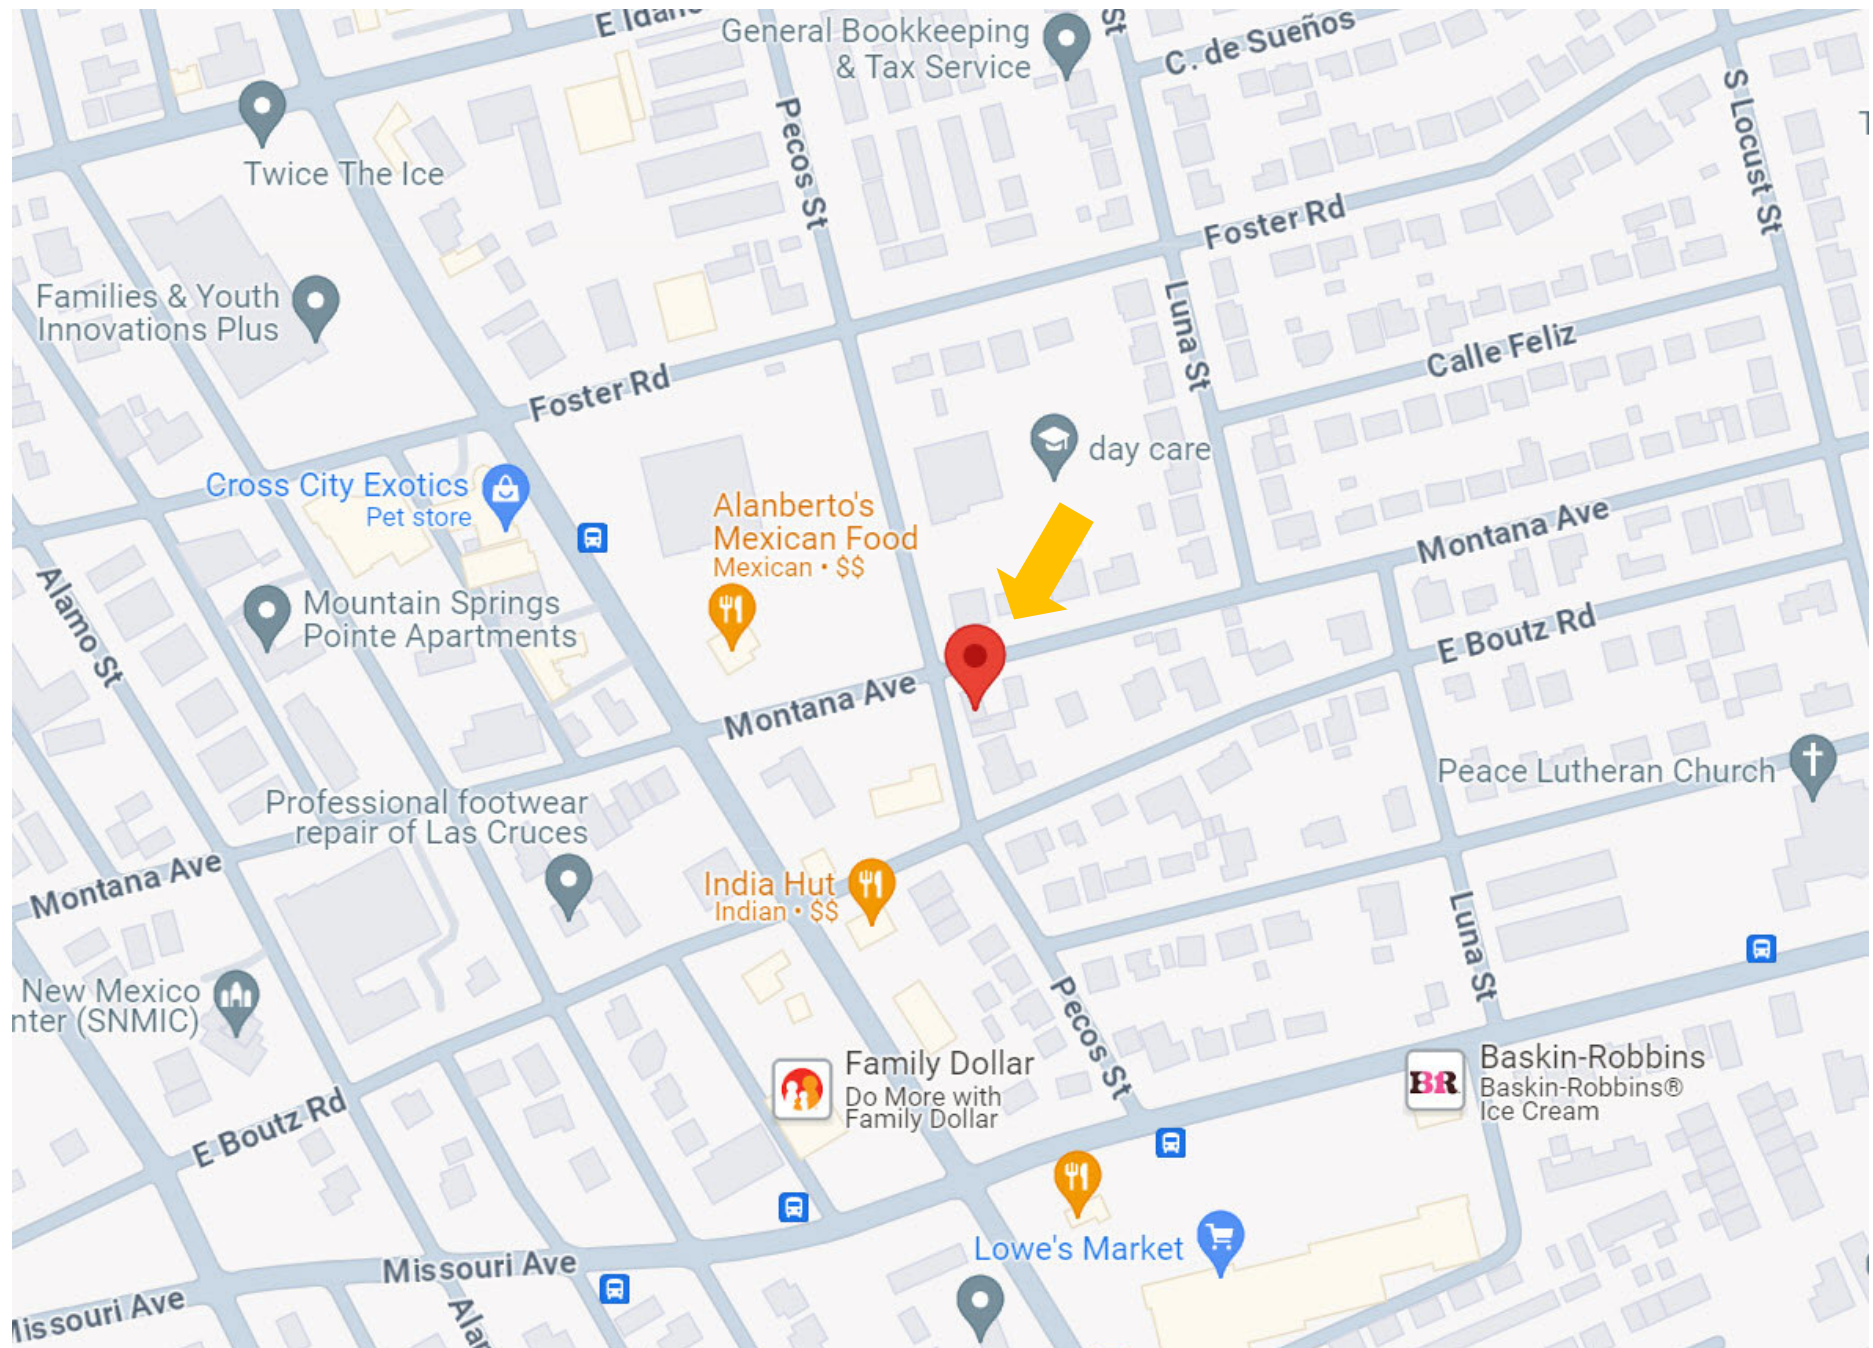 E Idaho
General Bookkeeping
& Tax Service
St
C. de Sueños
S Locust St
Pecos St
Twice The Ice
Foster Rd
Families & Youth
Innovations Plus
Luna St
Calle Feliz
Foster Rd
day care
Cross City Exotics
Pet store
Alanberto's
Mexican Food
Mexican • $$
Montana Ave
Alamo St
Mountain Springs
Pointe Apartments
E Boutz Rd
Montana Ave
Peace Lutheran Church
Professional footwear
repair of Las Cruces
Montana Ave
India Hut
Indian • $$
Luna St
New Mexico
nter (SNMIC)
Pecos St
Family Dollar
Do More with
Family Dollar
BR
Baskin-Robbins
Baskin-Robbins®
Ice Cream
E Boutz Rd
Lowe's Market
Missouri Ave
issouri Ave
Alar